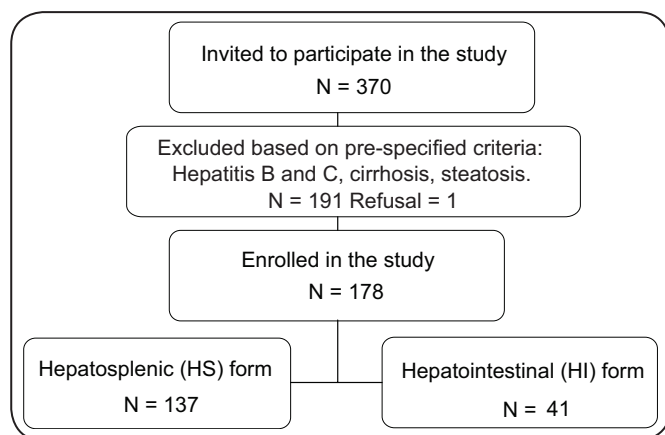 Invited to participate in the study
N = 370
Excluded based on pre-specified criteria:
Hepatitis B and C, cirrhosis, steatosis.
N = 191 Refusal = 1
Enrolled in the study
N = 178
Hepatosplenic (HS) form
N = 137
Hepatointestinal (HI) form
N = 41